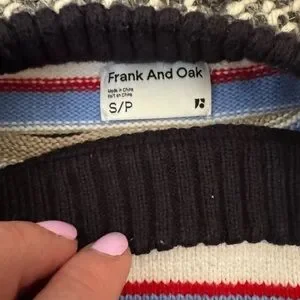 Frank And Oak
Made in China
Fait en Chine
S/P